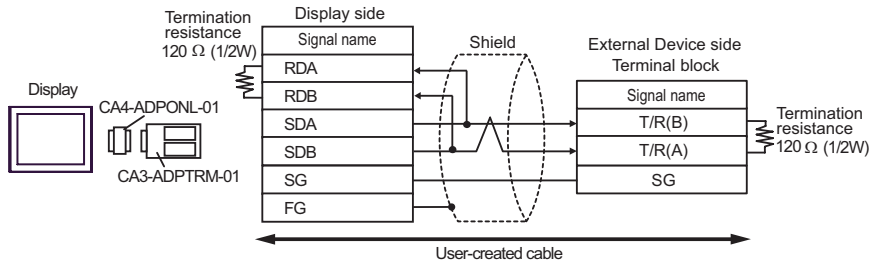 Termination
resistance
120 Ω (1/2W)
Display side
Signal name
RDA
RDB
SDA
SDB
SG
FG
Shield
External Device side
Terminal block
Signal name
T/R(B)
T/R(A)
SG
Termination
resistance
120 Ω (1/2W)
Display
CA4-ADPONL-01
CA3-ADPTRM-01
User-created cable